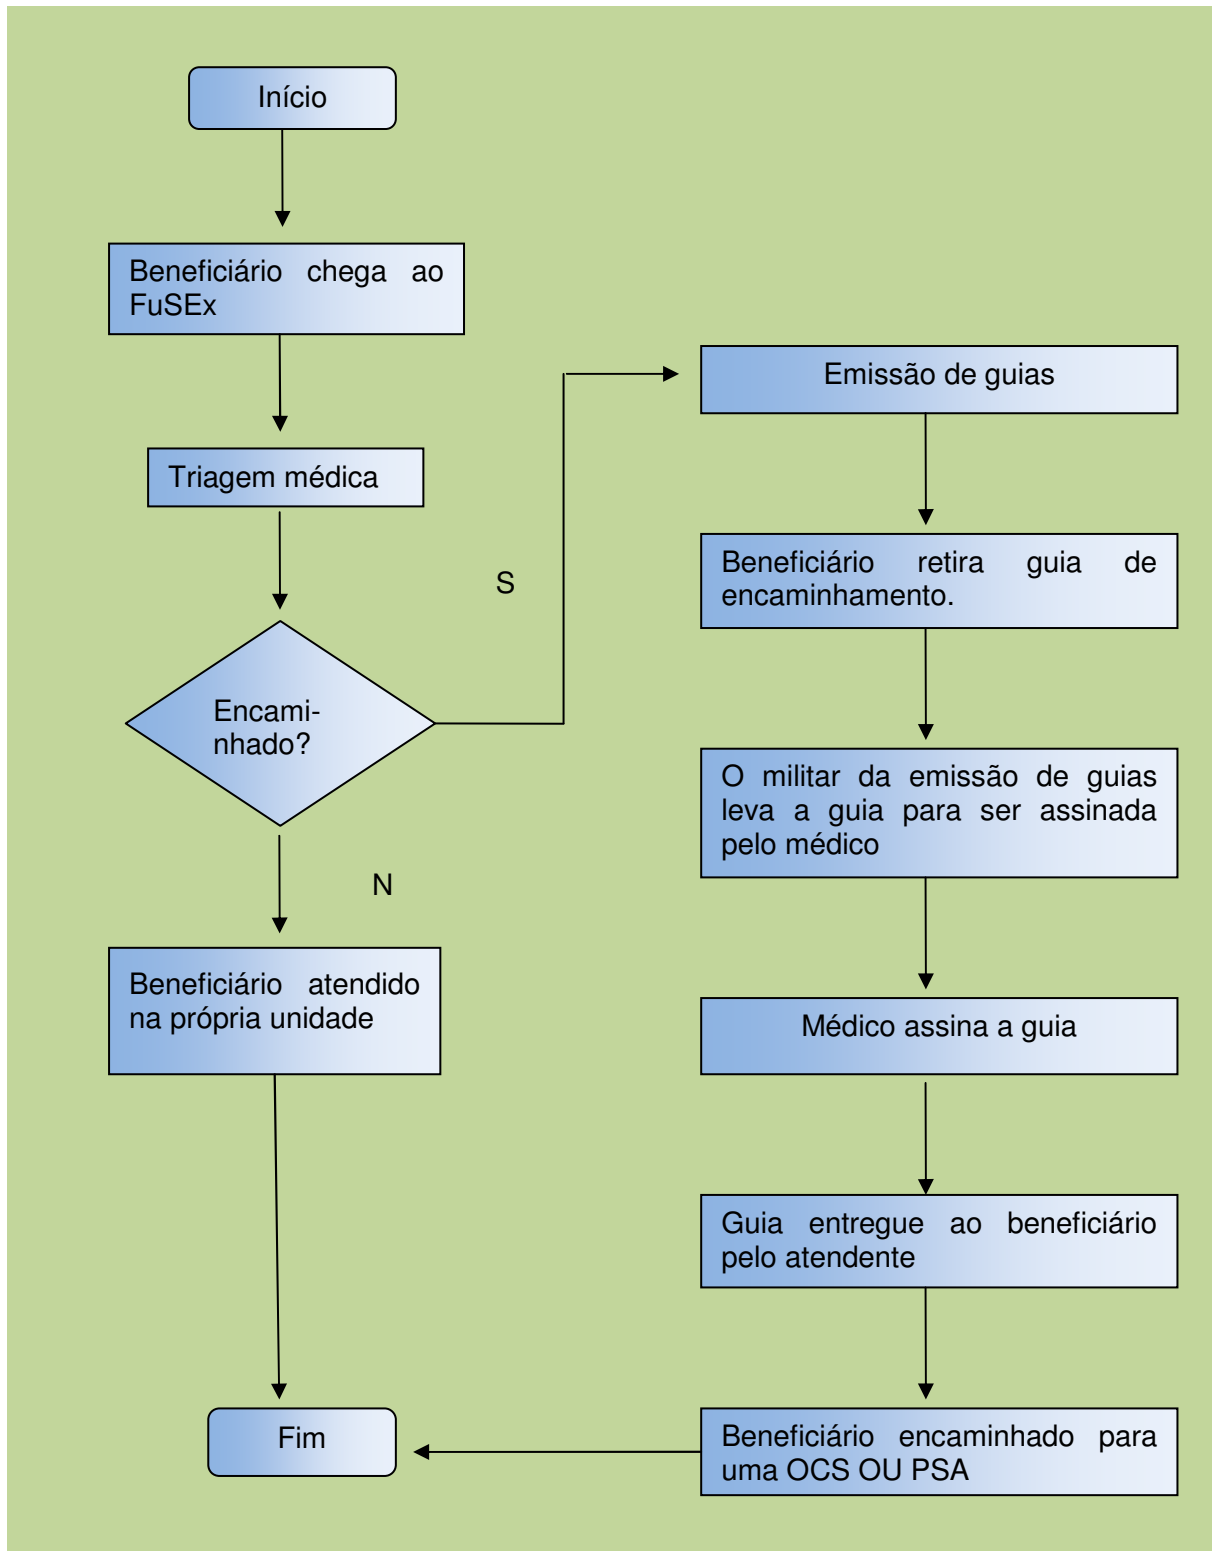 Início
Beneficiário chega ao
FuSEx
Triagem médica
Encami-
nhado?
S
N
Beneficiário atendido
na própria unidade
Emissão de guias
Beneficiário retira guia de
encaminhamento.
O militar da emissão de guias
leva a guia para ser assinada
pelo médico
Médico assina a guia
Guia entregue ao beneficiário
pelo atendente
Beneficiário encaminhado para
uma OCS OU PSA
Fim